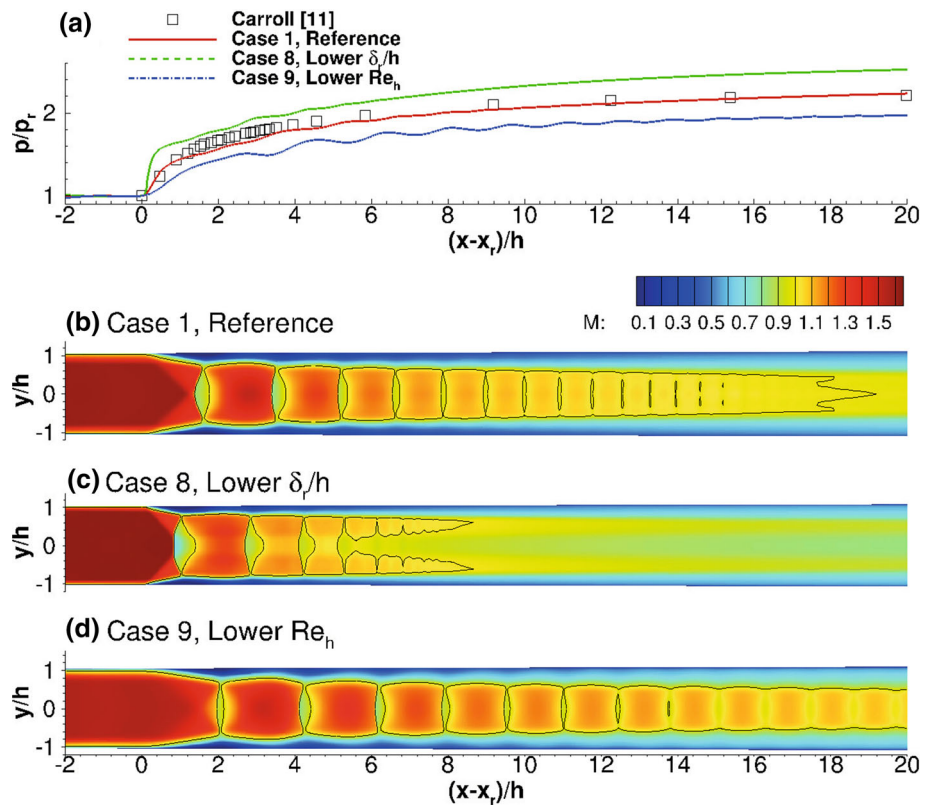 (a)
Carroll [11]
Case 1, Reference
Case 8, Lower δr/h
Case 9, Lower Reh
p/pr
2
1
-2 0 2 4 6 8 10 12 14 16 18 20
(x-xr)/h
M: 0.1 0.3 0.5 0.7 0.9 1.1 1.3 1.5
(b) Case 1, Reference
y/h
1
0
-1
(c) Case 8, Lower δr/h
y/h
1
0
-1
(d) Case 9, Lower Reh
y/h
1
0
-1
-2 0 2 4 6 8 10 12 14 16 18 20
(x-xr)/h